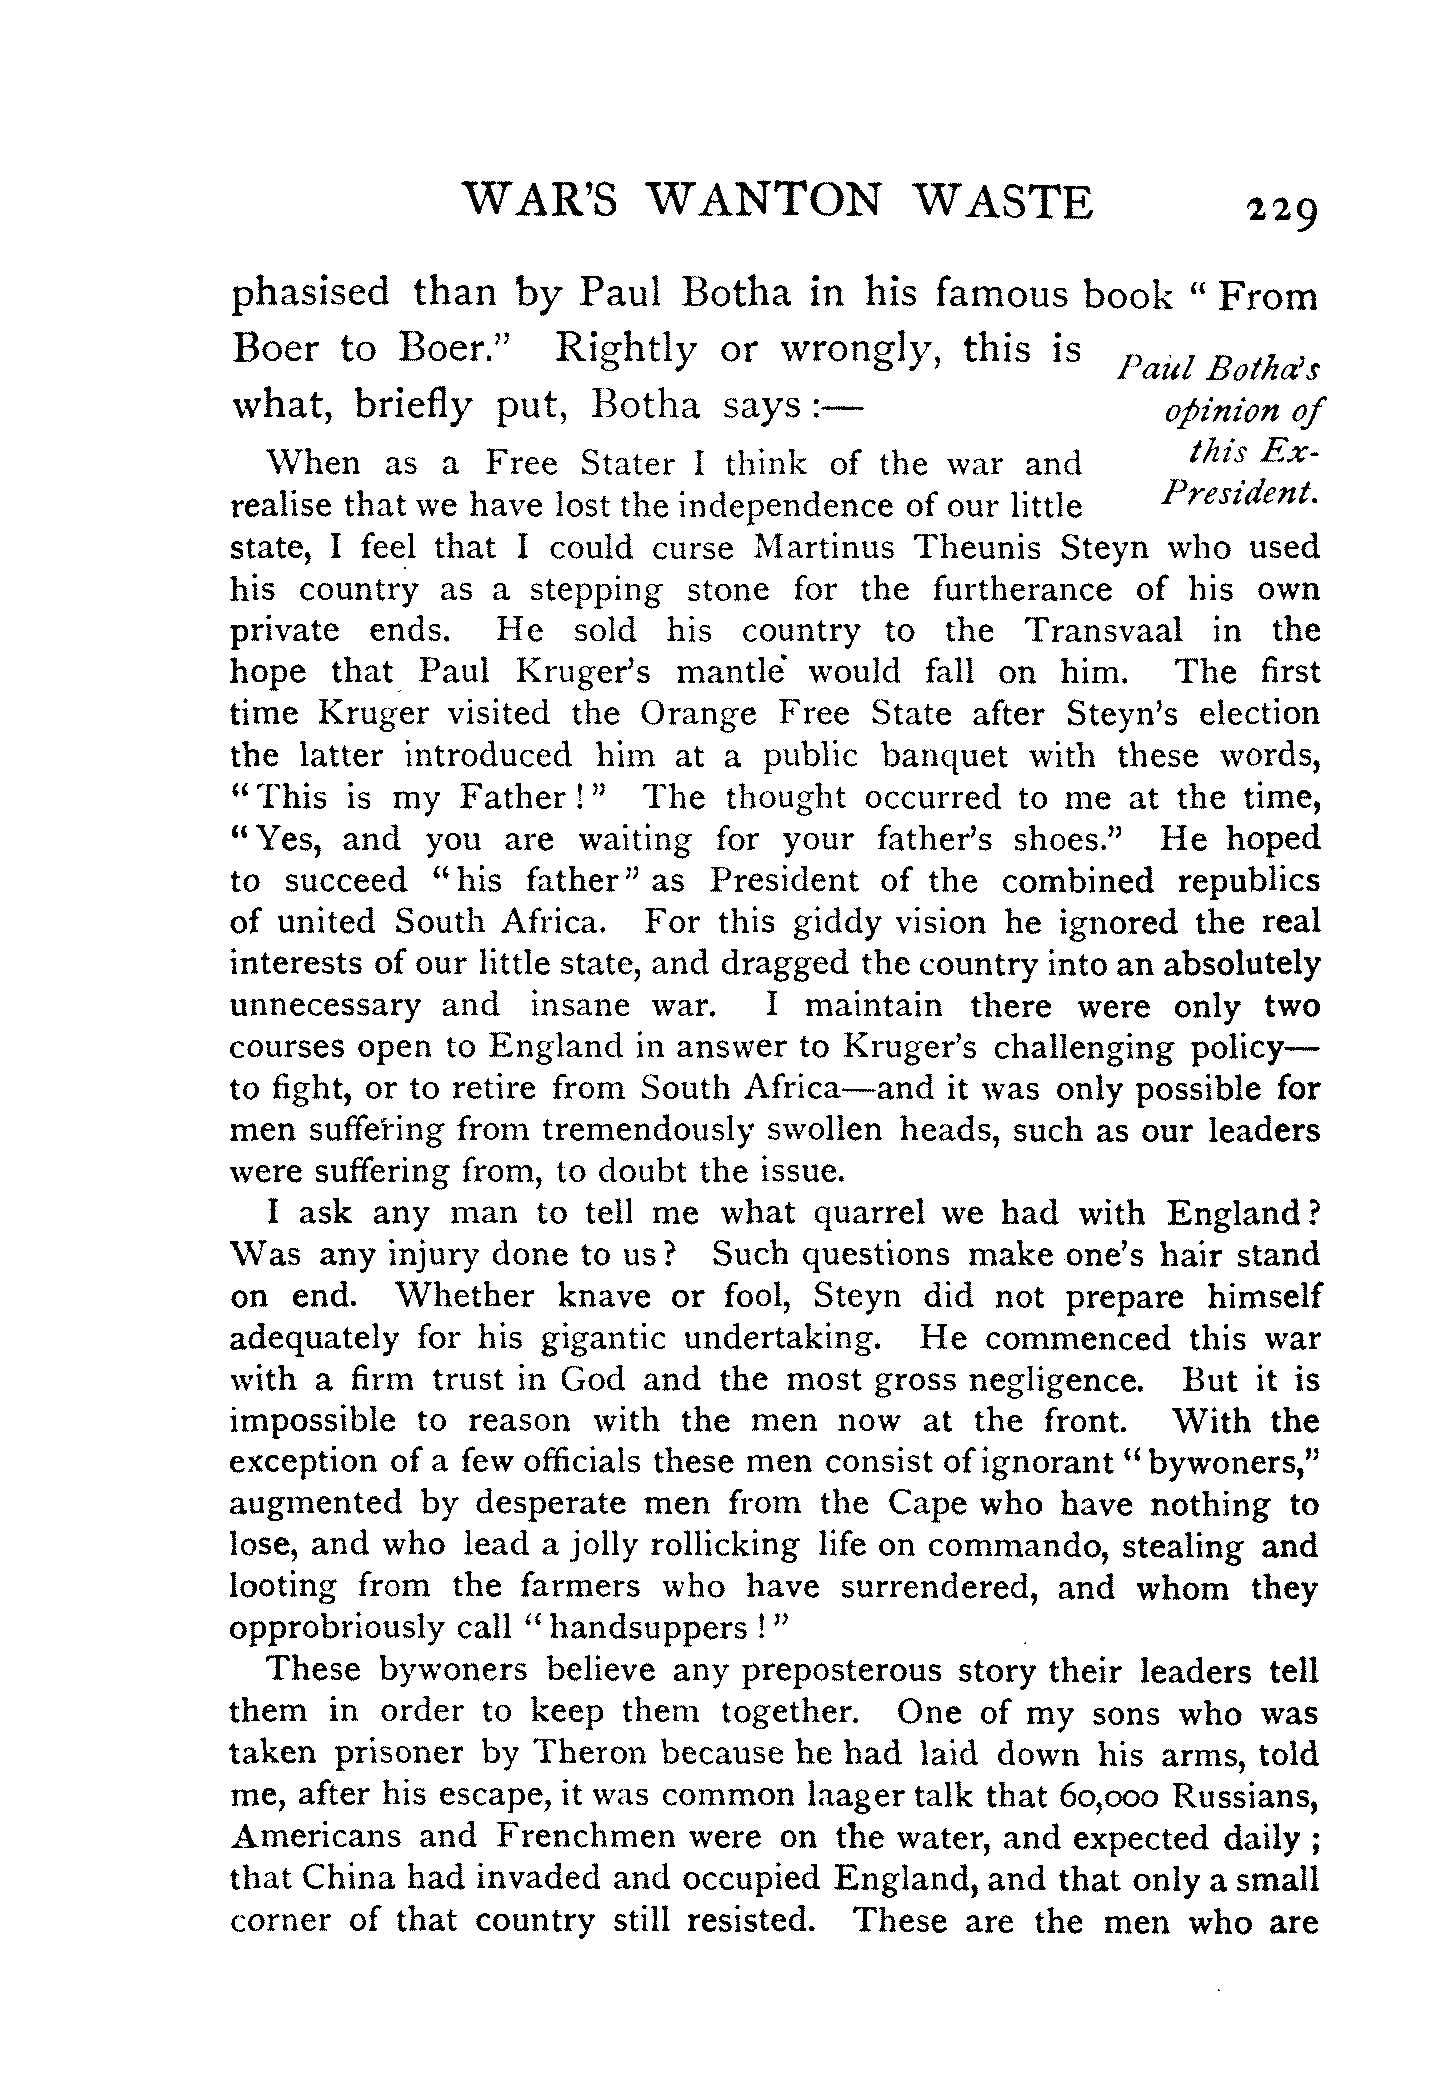 WAR'S WANTON WASTE 229
phasised than by Paul Botha in his famous book " From
Boer to Boer." Rightly or wrongly, this is
what, briefly put, Botha says :—
Paul Botha's
opinion of
this Ex-
President.
When as a Free Stater I think of the war and
realise that we have lost the independence of our little
state, I feel that I could curse Martinus Theunis Steyn who used
his country as a stepping stone for the furtherance of his own
private ends. He sold his country to the Transvaal in the
hope that Paul Kruger's mantle would fall on him. The first
time Kruger visited the Orange Free State after Steyn's election
the latter introduced him at a public banquet with these words,
"This is my Father!" The thought occurred to me at the time,
"Yes, and you are waiting for your father's shoes." He hoped
to succeed "his father" as President of the combined republics
of united South Africa. For this giddy vision he ignored the real
interests of our little state, and dragged the country into an absolutely
unnecessary and insane war. I maintain there were only two
courses open to England in answer to Kruger's challenging policy—
to fight, or to retire from South Africa—and it was only possible for
men suffering from tremendously swollen heads, such as our leaders
were suffering from, to doubt the issue.
I ask any man to tell me what quarrel we had with England?
Was any injury done to us? Such questions make one's hair stand
on end. Whether knave or fool, Steyn did not prepare himself
adequately for his gigantic undertaking. He commenced this war
with a firm trust in God and the most gross negligence. But it is
impossible to reason with the men now at the front. With the
exception of a few officials these men consist of ignorant "bywoners,"
augmented by desperate men from the Cape who have nothing to
lose, and who lead a jolly rollicking life on commando, stealing and
looting from the farmers who have surrendered, and whom they
opprobriously call "handsuppers!"
These bywoners believe any preposterous story their leaders tell
them in order to keep them together. One of my sons who was
taken prisoner by Theron because he had laid down his arms, told
me, after his escape, it was common laager talk that 60,000 Russians,
Americans and Frenchmen were on the water, and expected daily ;
that China had invaded and occupied England, and that only a small
corner of that country still resisted. These are the men who are